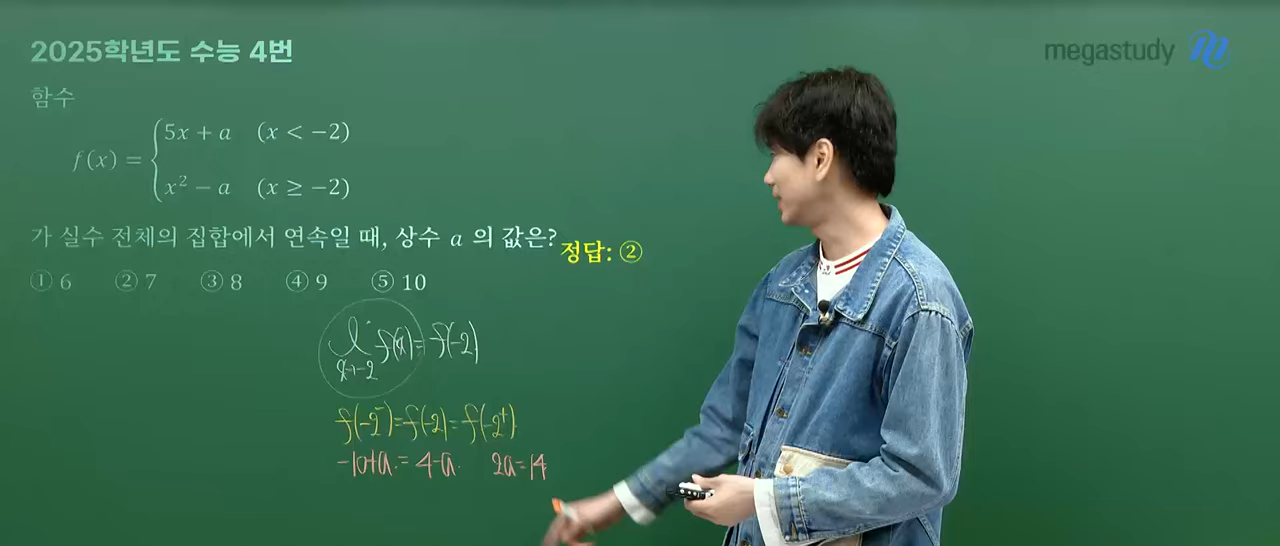 2025학년도 수능 4번
megastudy
함수
f(x) = { 5x + a (x < −2)
x² − a (x ≥ −2)
가 실수 전체의 집합에서 연속일 때, 상수 a 의 값은?
정답: ②
① 6 ② 7 ③ 8 ④ 9 ⑤ 10
lim x→-2 f(x) = f(-2)
f(-2⁻) = f(-2) = f(-2⁺)
-10+a = 4-a 2a = 14